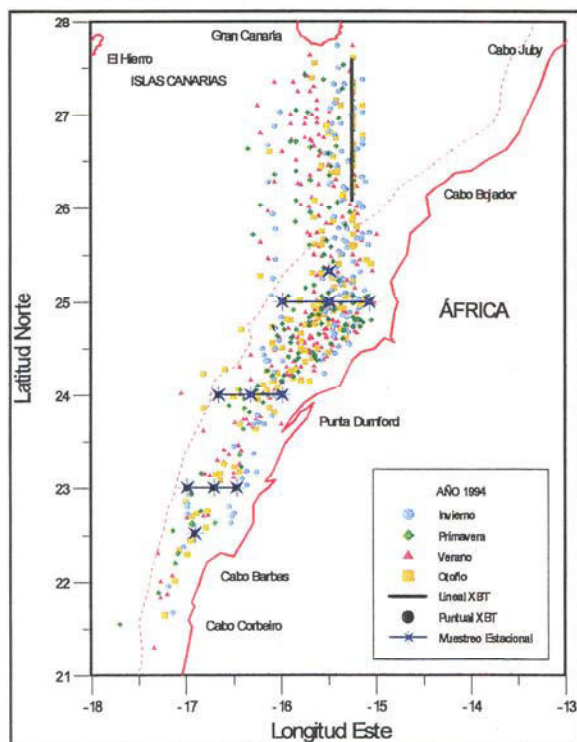 28
27
26
25
24
23
22
21
Latitud Norte
Gran Canaria
El Hierro
ISLAS CANARIAS
Cabo Juby
Cabo Bojador
ÁFRICA
Punta Durnford
Cabo Barbas
Cabo Corbeiro
AÑO 1994
Invierno
Primavera
Verano
Otoño
Lineal XBT
Puntual XBT
Muestreo Estacional
-18 -17 -16 -15 -14 -13
Longitud Este